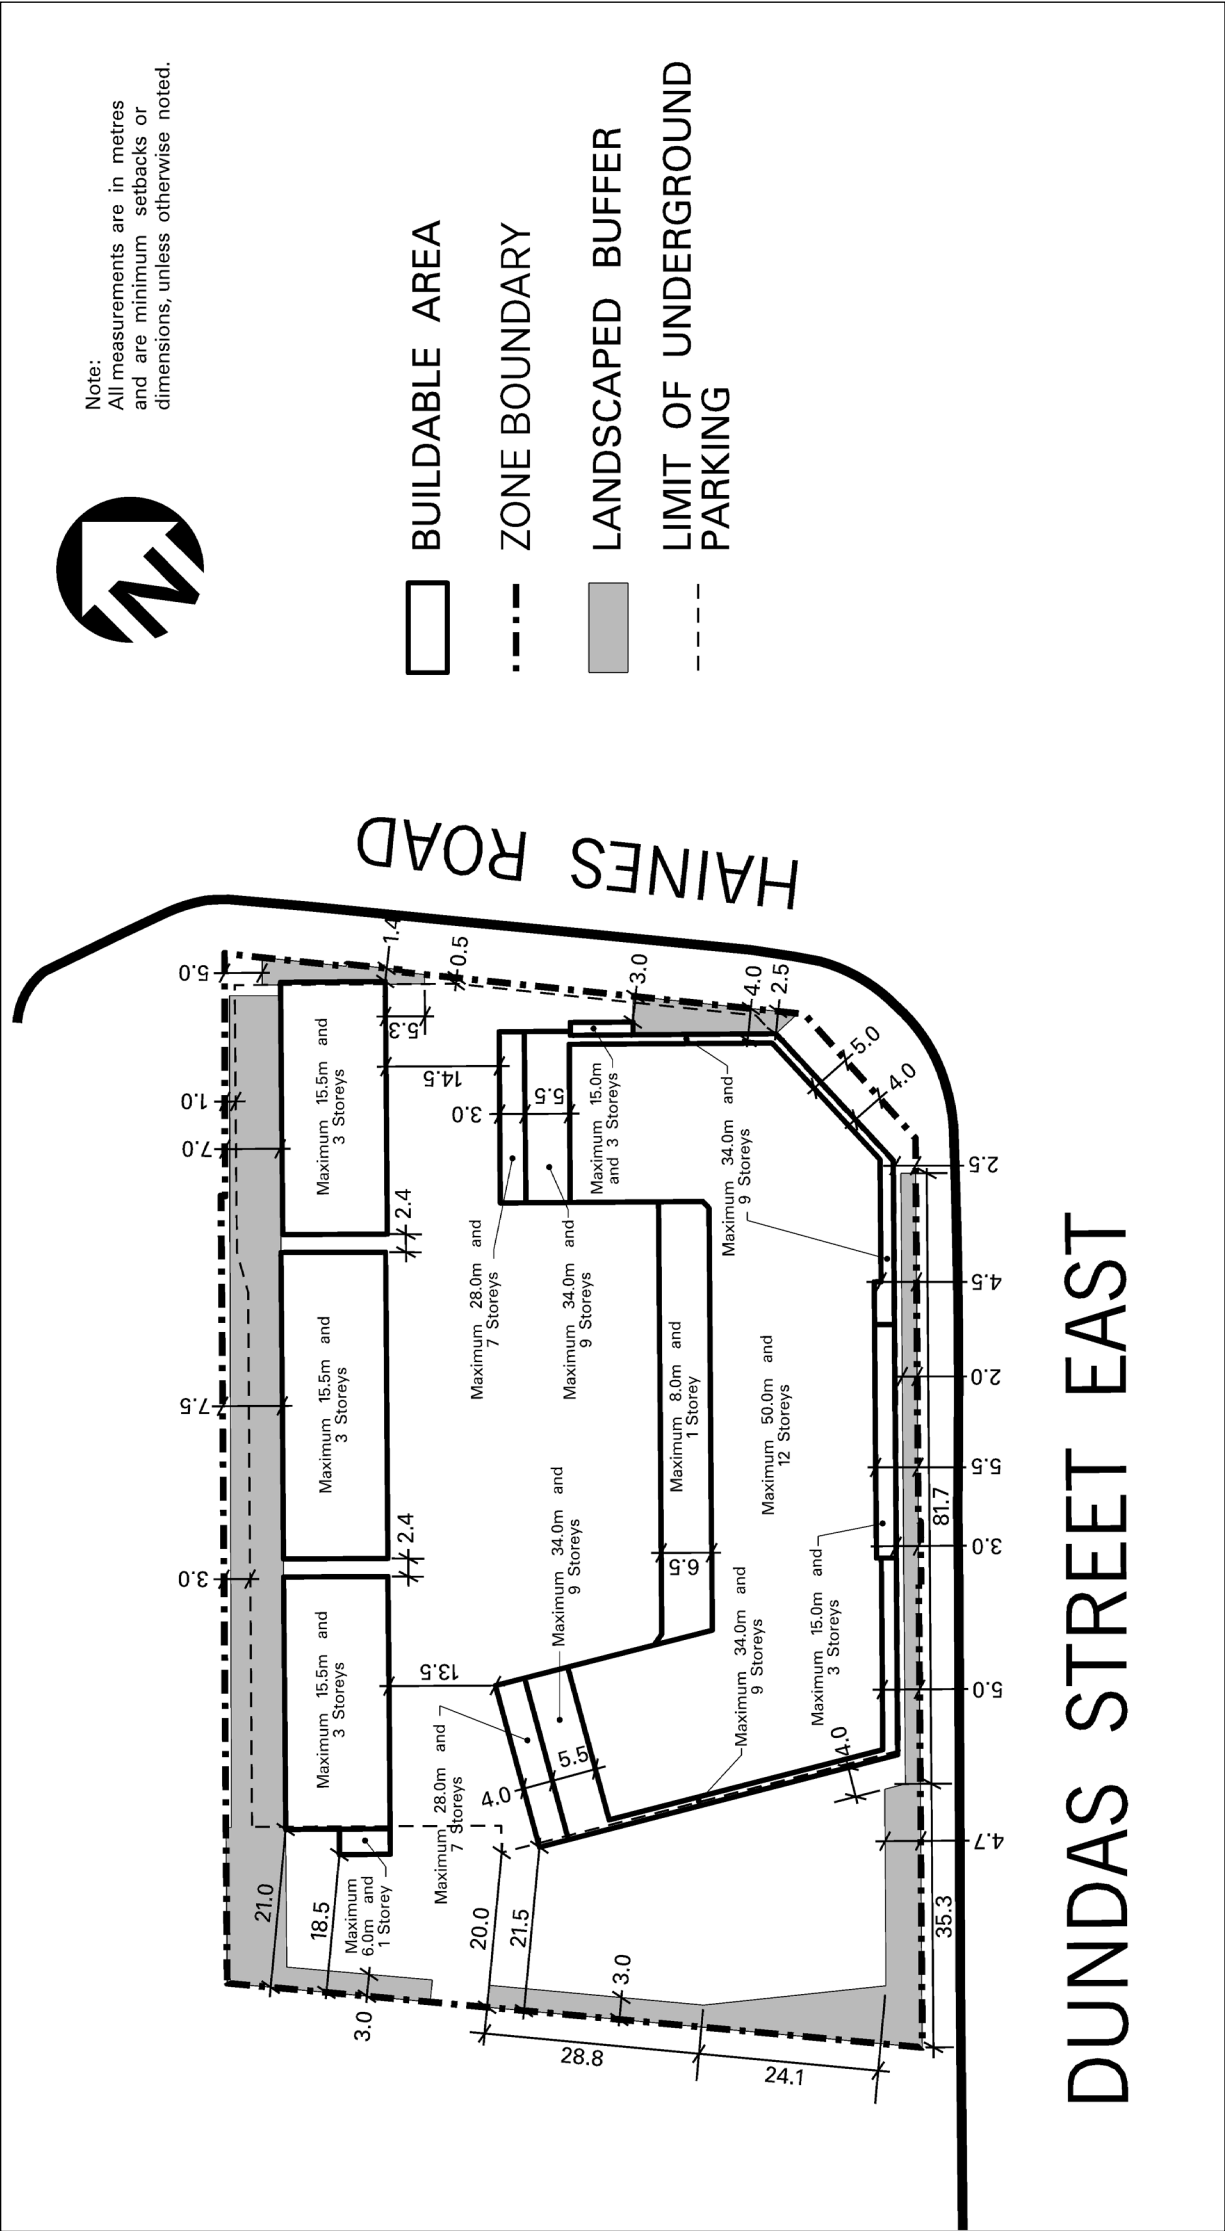 Note:
All measurements are in metres
and are minimum setbacks or
dimensions, unless otherwise noted.
N
BUILDABLE AREA
ZONE BOUNDARY
LANDSCAPED BUFFER
LIMIT OF UNDERGROUND
PARKING
HAINES ROAD
DUNDAS STREET EAST
21.0
3.0
7.5
7.0
1.0
5.0
1.4
0.5
Maximum 15.5m and
3 Storeys
2.4
Maximum 15.5m and
3 Storeys
2.4
Maximum 15.5m and
3 Storeys
5.3
18.5
3.0
Maximum
6.0m and
1 Storey
13.5
14.5
Maximum 28.0m and
7 Storeys
Maximum 28.0m and
7 Storeys
3.0
5.5
20.0
21.5
4.0
5.5
Maximum 34.0m and
9 Storeys
Maximum 34.0m and
9 Storeys
Maximum 15.0m
and 3 Storeys
3.0
4.0
2.5
28.8
3.0
6.5
Maximum 8.0m and
1 Storey
Maximum 34.0m and
9 Storeys
Maximum 34.0m and
9 Storeys
Maximum 50.0m and
12 Storeys
5.0
4.0
24.1
Maximum 15.0m and
3 Storeys
4.0
35.3
81.7
4.7
5.0
3.0
5.5
2.0
4.5
2.5